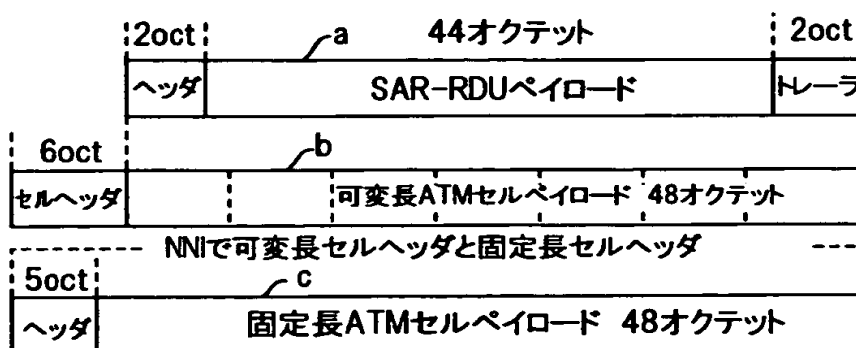 2oct a 44オクテット 2oct
ヘッダ SAR-RDUペイロード トレーラ
6oct b
セルヘッダ 可変長ATMセルペイロード 48オクテット
NNIで可変長セルヘッダと固定長セルヘッダ
5oct c
ヘッダ 固定長ATMセルペイロード 48オクテット